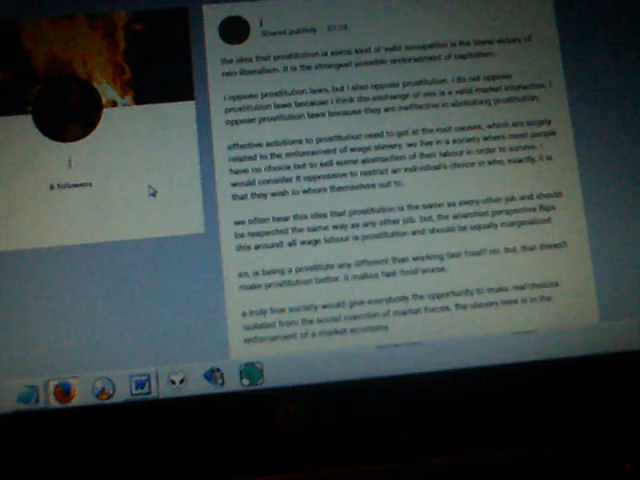 j
6 followers
j
Shared publicly - 07:18
the idea that prostitution is some kind of valid occupation is the literal victory of
neo-liberalism. it is the strongest possible endorsement of capitalism.
i oppose prostitution laws, but i also oppose prostitution. i do not oppose
prostitution laws because i think the exchange of sex is a valid market interaction. i
oppose prostitution laws because they are ineffective in abolishing prostitution.
effective solutions to prostitution need to get at the root causes, which are largely
related to the enforcement of wage slavery. we live in a society where most people
have no choice but to sell some abstraction of their labour in order to survive. i
would consider it oppressive to restrict an individual's choice in who, exactly, it is
that they wish to whore themselves out to.
we often hear this idea that prostitution is the same as every other job and should
be respected the same way as any other job. but, the anarchist perspective flips
this around: all wage labour is prostitution and should be equally marginalized.
so, is being a prostitute any different than working fast food? no. but, that doesn't
make prostitution better. it makes fast food worse.
a truly free society would give everybody the opportunity to make real choices
isolated from the social coercion of market forces. the slavery here is in the
enforcement of a market economy.